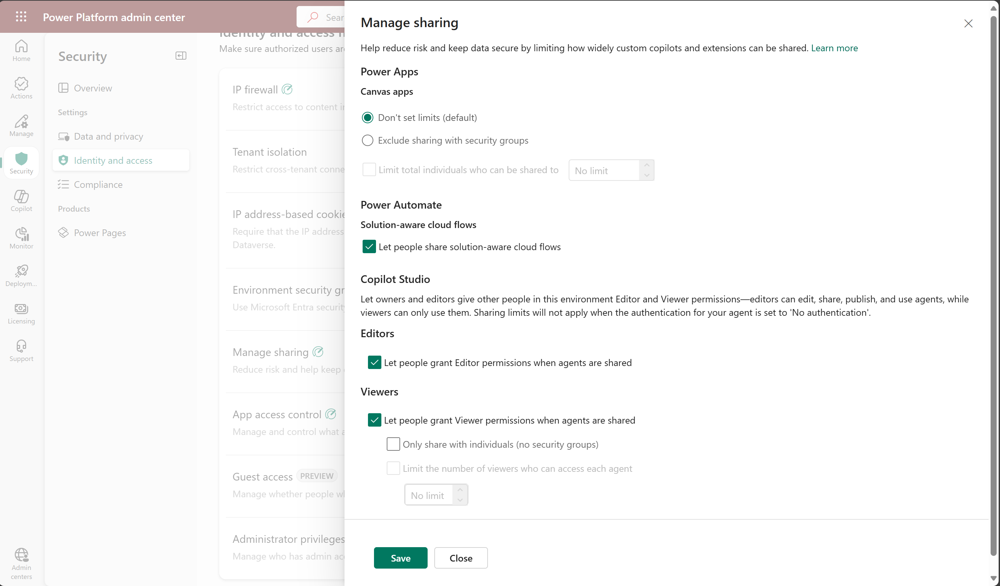 Power Platform admin center
Sear
Home
Actions
Manage
Security
Copilot
Monitor
Deploym...
Licensing
Support
Admin
centers
Security
Overview
Settings
Data and privacy
Identity and access
Compliance
Products
Power Pages
Identity and access
Make sure authorized users ar
IP firewall
Restrict access to content i
Tenant isolation
Restrict cross-tenant conne
IP address-based cookie
Require that the IP address
Dataverse.
Environment security gr
Use Microsoft Entra security
Manage sharing
Reduce risk and help keep
App access control
Manage and control what a
Guest access PREVIEW
Manage whether people wh
Administrator privileges
Manage who has admin acc
Manage sharing
Help reduce risk and keep data secure by limiting how widely custom copilots and extensions can be shared. Learn more
Power Apps
Canvas apps
Don't set limits (default)
Exclude sharing with security groups
Limit total individuals who can be shared to No limit
Power Automate
Solution-aware cloud flows
Let people share solution-aware cloud flows
Copilot Studio
Let owners and editors give other people in this environment Editor and Viewer permissions—editors can edit, share, publish, and use agents, while
viewers can only use them. Sharing limits will not apply when the authentication for your agent is set to 'No authentication'.
Editors
Let people grant Editor permissions when agents are shared
Viewers
Let people grant Viewer permissions when agents are shared
Only share with individuals (no security groups)
Limit the number of viewers who can access each agent
No limit
Save
Close